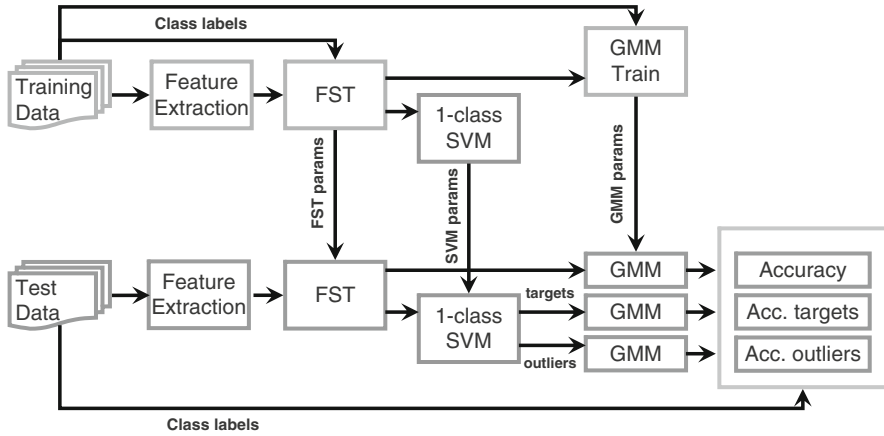 Class labels
Training
Data
Feature
Extraction
FST
GMM
Train
1-class
SVM
FST params
SVM params
GMM params
Test
Data
Feature
Extraction
FST
1-class
SVM
targets
outliers
GMM
GMM
GMM
Accuracy
Acc. targets
Acc. outliers
Class labels